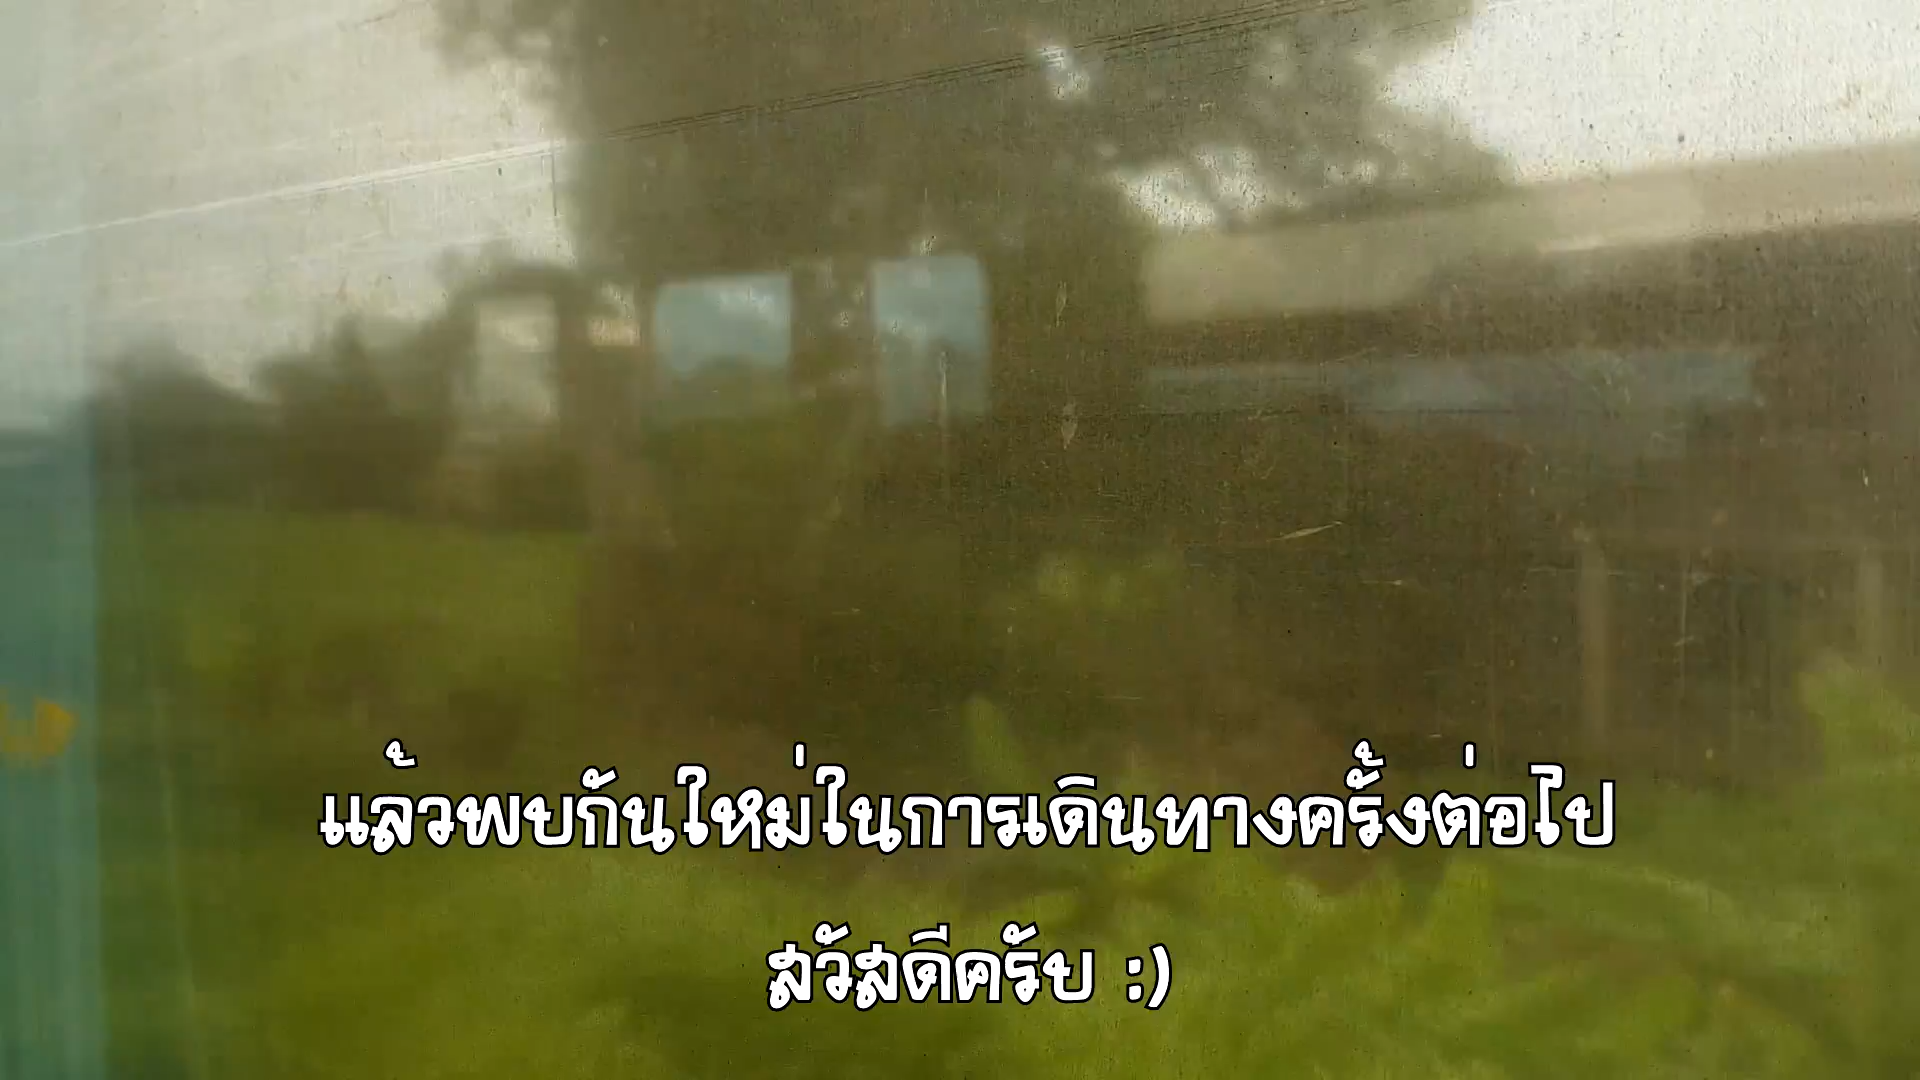 แล้วพบกันใหม่ในการเดินทางครั้งต่อไป
สวัสดีครับ :)